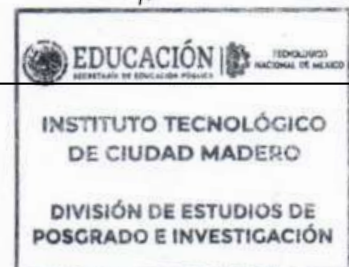 EDUCACIÓN
SECRETARÍA DE EDUCACIÓN PÚBLICA
TECNOLÓGICO
NACIONAL DE MÉXICO
INSTITUTO TECNOLÓGICO
DE CIUDAD MADERO
DIVISIÓN DE ESTUDIOS DE
POSGRADO E INVESTIGACIÓN